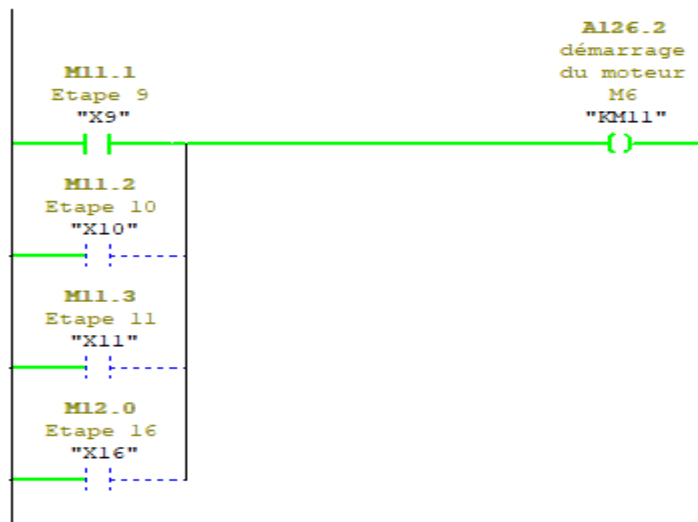 A126.2
démarrage
du moteur
M6
"KM11"
M11.1
Etape 9
"X9"
M11.2
Etape 10
"X10"
M11.3
Etape 11
"X11"
M12.0
Etape 16
"X16"